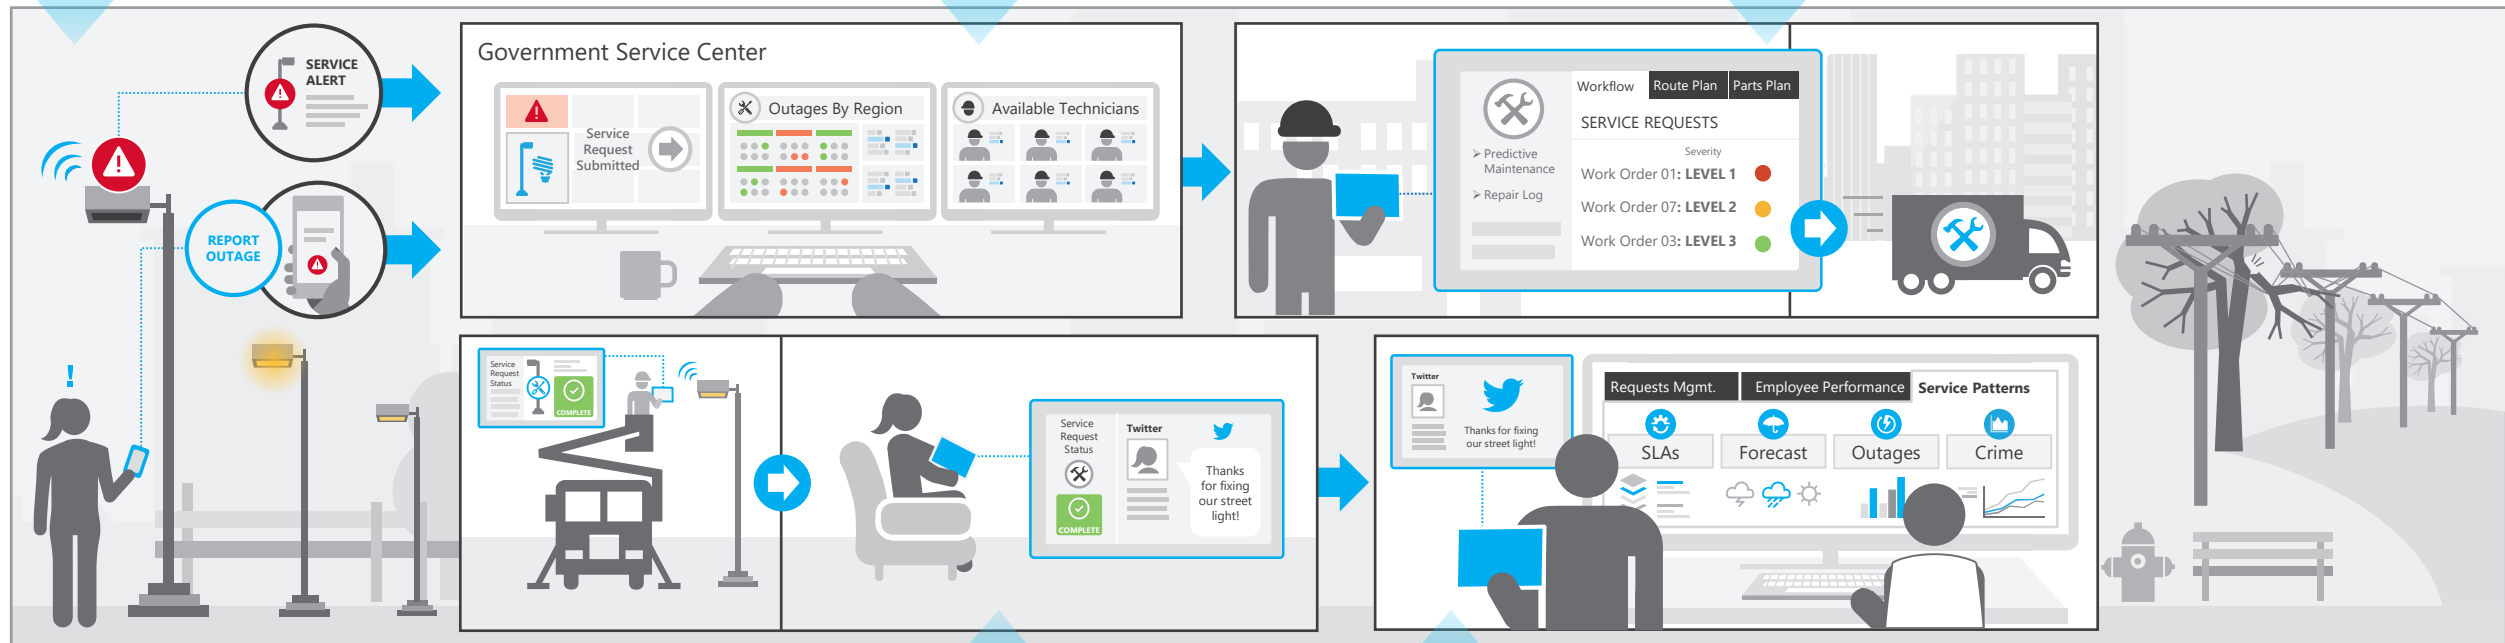 SERVICE
ALERT
REPORT
OUTAGE
!
Government Service Center
Service
Request
Submitted
Outages By Region
Available Technicians
Predictive
Maintenance
Repair Log
Workflow
Route Plan
Parts Plan
SERVICE REQUESTS
Severity
Work Order 01: LEVEL 1
Work Order 07: LEVEL 2
Work Order 03: LEVEL 3
Service
Request
Status
COMPLETE
Service
Request
Status
COMPLETE
Twitter
Thanks
for fixing
our street
light!
Twitter
Thanks for fixing
our street light!
Requests Mgmt.
Employee Performance
Service Patterns
SLAs
Forecast
Outages
Crime